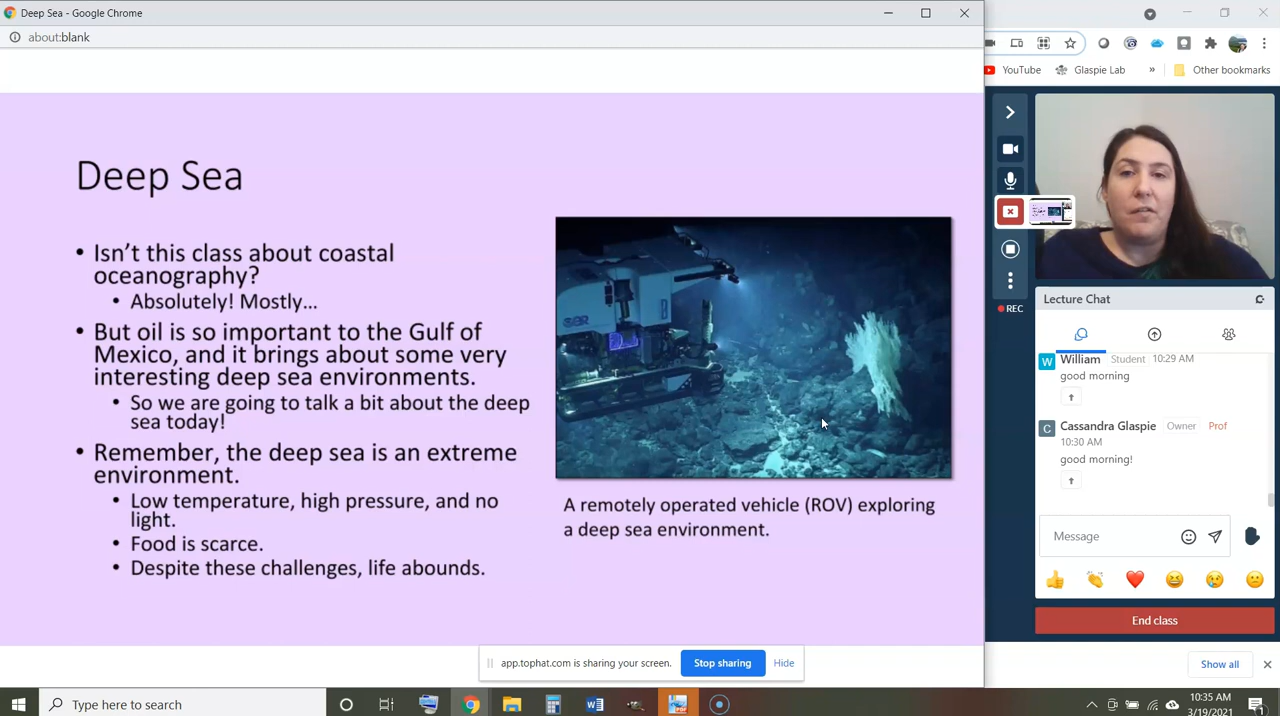 Deep Sea - Google Chrome
about:blank
YouTube
Glaspie Lab
»
Other bookmarks
Deep Sea
• Isn't this class about coastal
oceanography?
• Absolutely! Mostly...
• But oil is so important to the Gulf of
Mexico, and it brings about some very
interesting deep sea environments.
• So we are going to talk a bit about the deep
sea today!
• Remember, the deep sea is an extreme
environment.
• Low temperature, high pressure, and no
light.
• Food is scarce.
• Despite these challenges, life abounds.
A remotely operated vehicle (ROV) exploring
a deep sea environment.
REC
Lecture Chat
W William Student 10:29 AM
good morning
C Cassandra Glaspie Owner Prof
10:30 AM
good morning!
Message
End class
app.tophat.com is sharing your screen. Stop sharing Hide
Show all
Type here to search
10:35 AM
3/19/2021